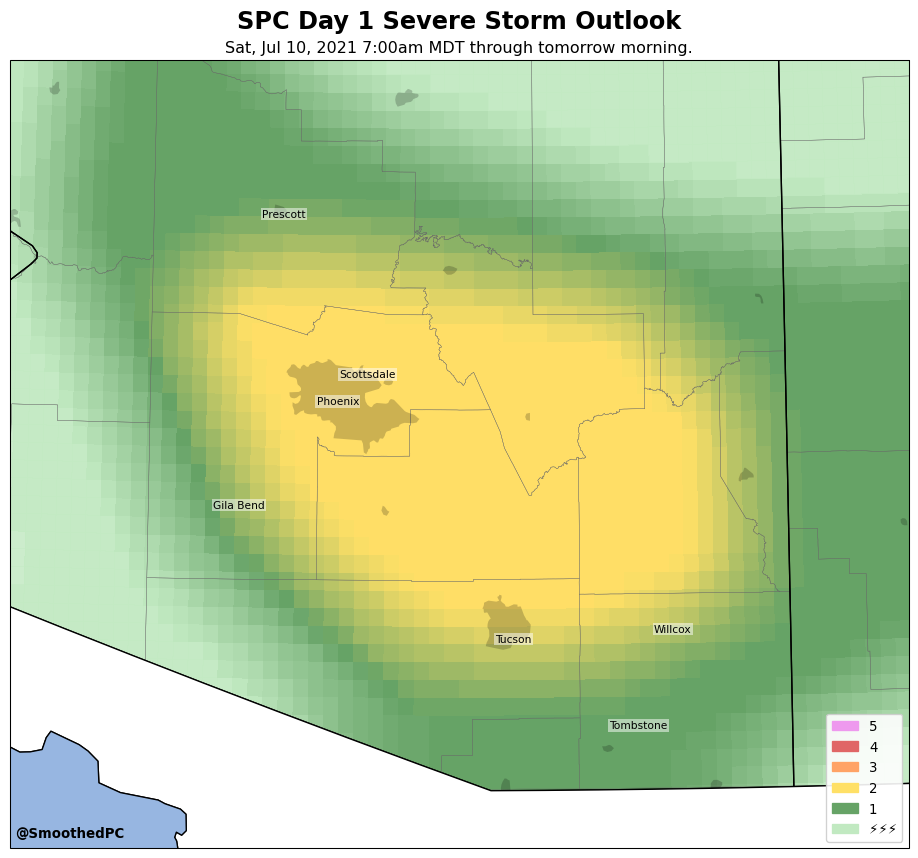 SPC Day 1 Severe Storm Outlook
Sat, Jul 10, 2021 7:00am MDT through tomorrow morning.
Prescott
Scottsdale
Phoenix
Gila Bend
Willcox
Tucson
Tombstone
5
4
3
2
1
⚡⚡⚡
@SmoothedPC